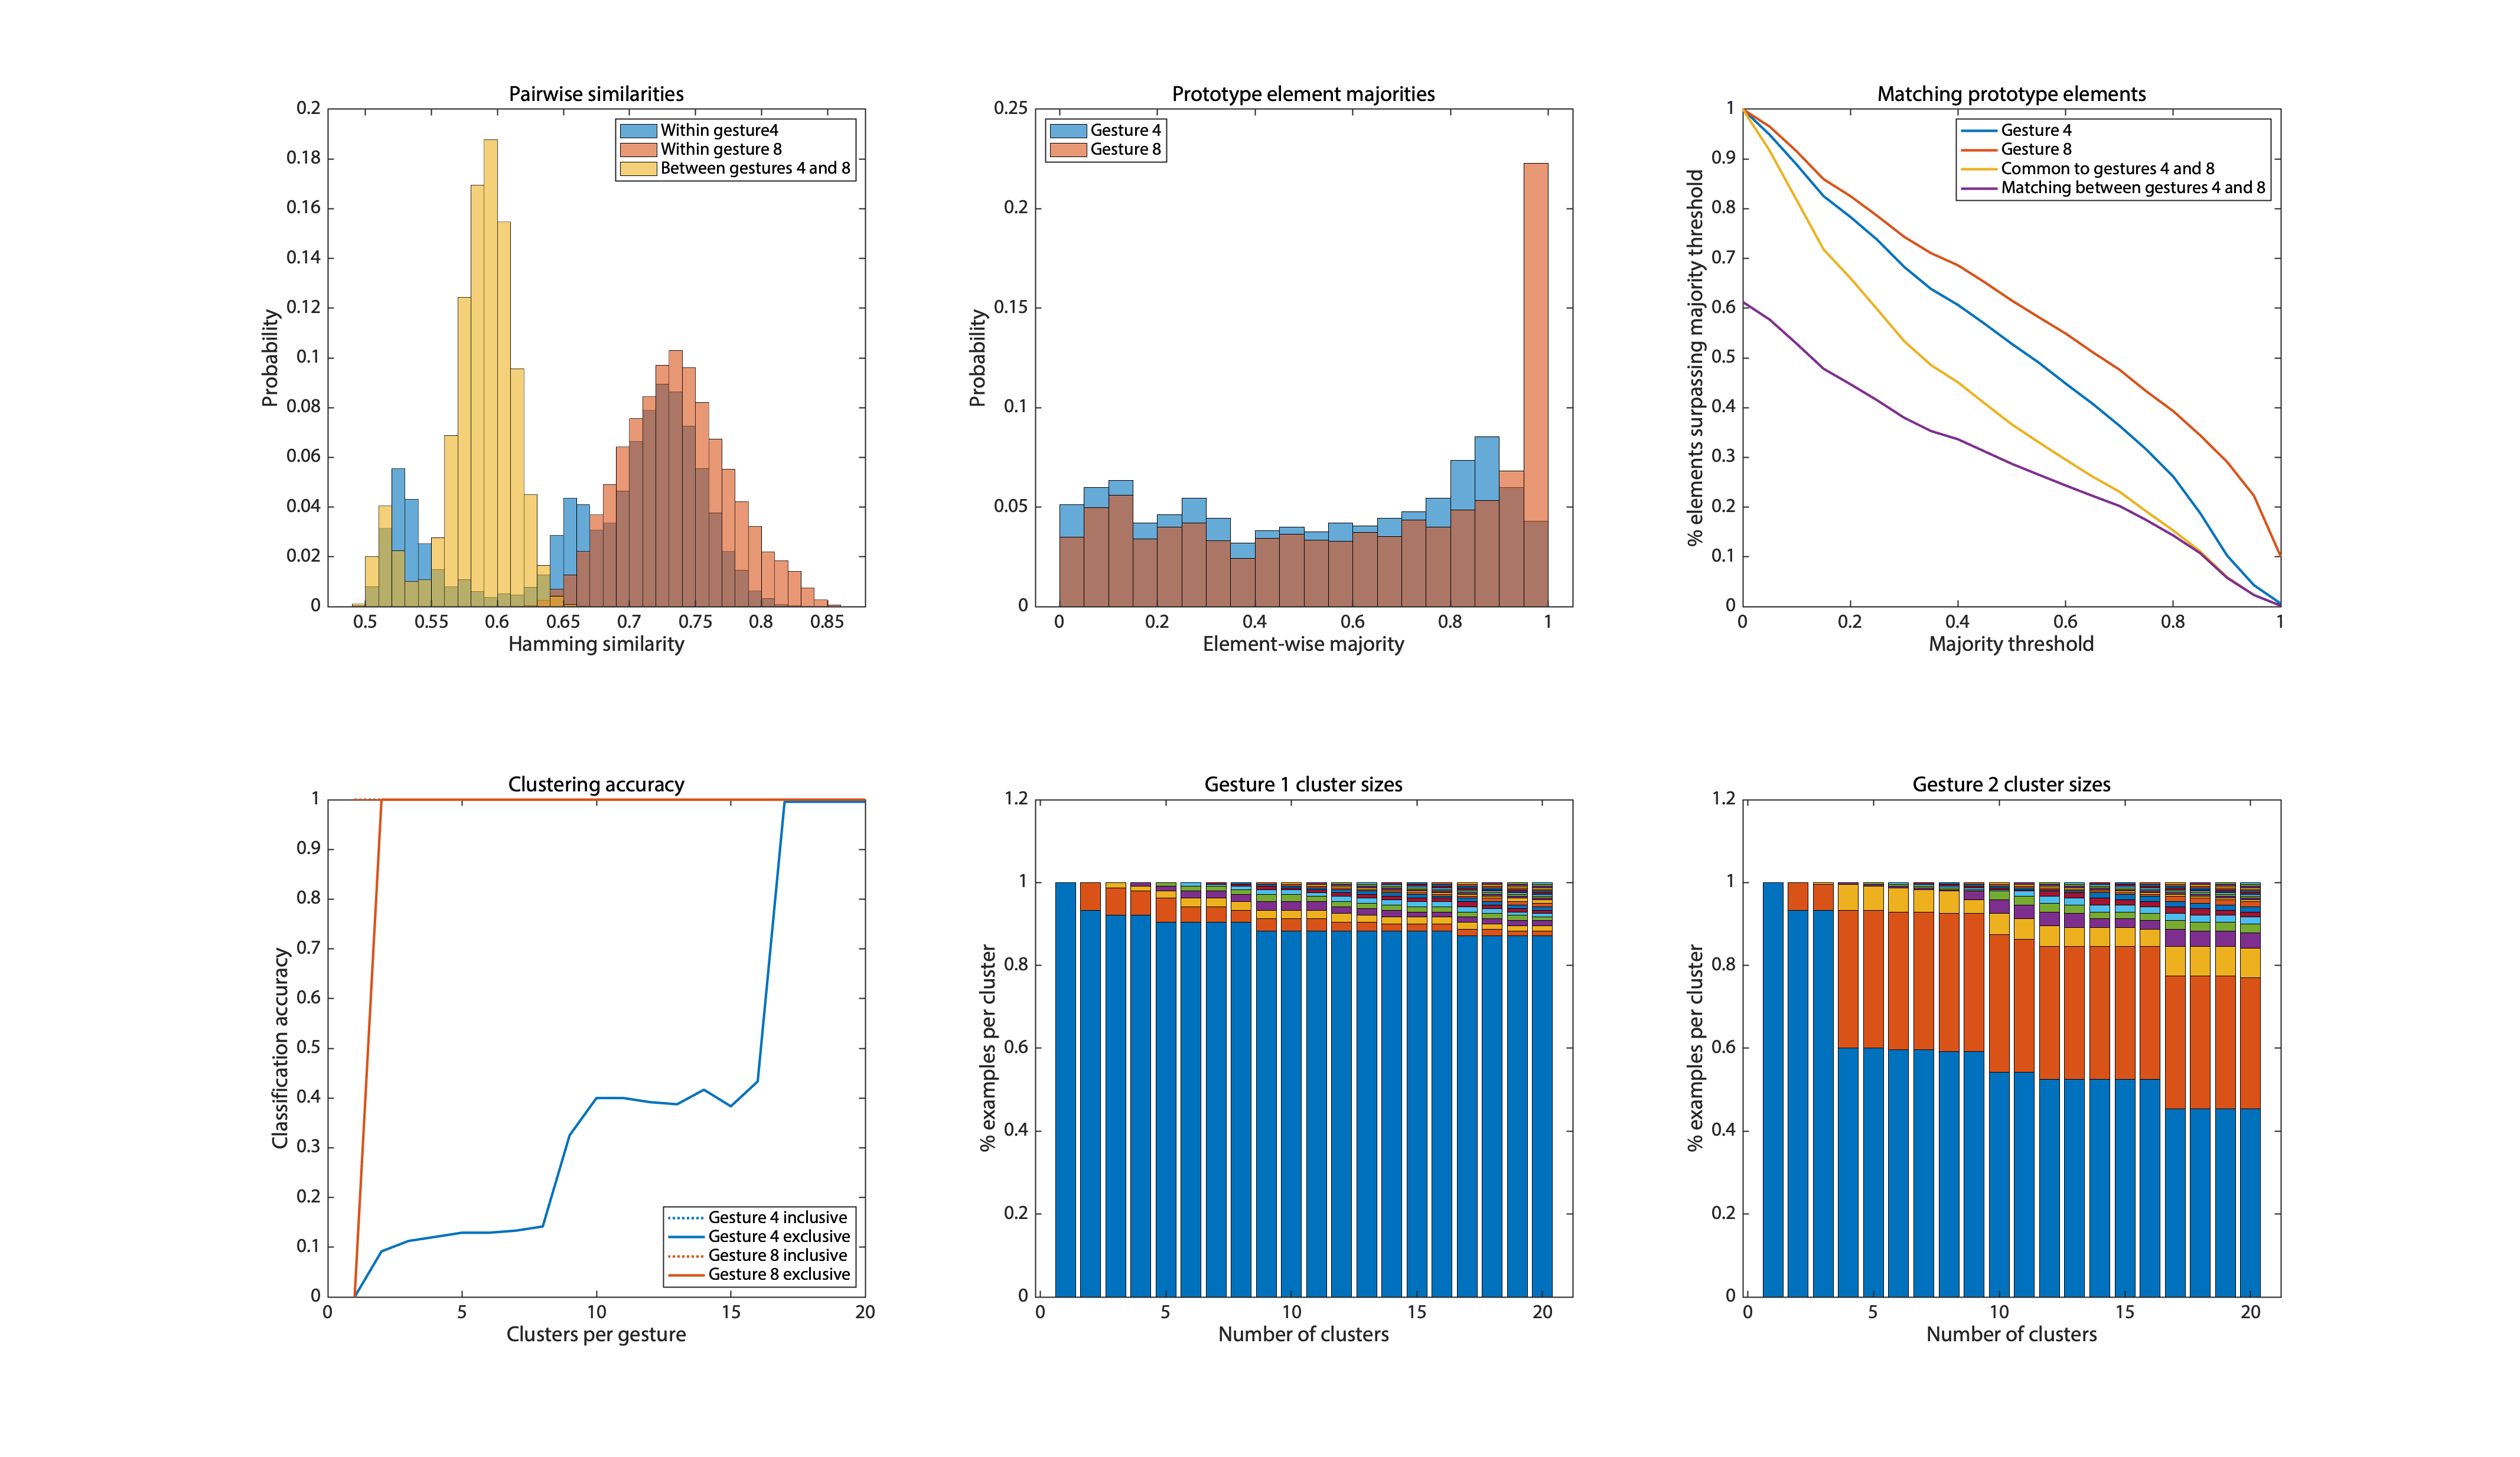 Pairwise similarities
0.2
0.18
0.16
0.14
0.12
0.1
0.08
0.06
0.04
0.02
0
Probability
Within gesture4
Within gesture 8
Between gestures 4 and 8
0.5 0.55 0.6 0.65 0.7 0.75 0.8 0.85
Hamming similarity
Prototype element majorities
0.25
0.2
0.15
0.1
0.05
0
Probability
Gesture 4
Gesture 8
0 0.2 0.4 0.6 0.8 1
Element-wise majority
Matching prototype elements
1
0.9
0.8
0.7
0.6
0.5
0.4
0.3
0.2
0.1
0
% elements surpassing majority threshold
Gesture 4
Gesture 8
Common to gestures 4 and 8
Matching between gestures 4 and 8
0 0.2 0.4 0.6 0.8 1
Majority threshold
Clustering accuracy
1
0.9
0.8
0.7
0.6
0.5
0.4
0.3
0.2
0.1
0
Classification accuracy
Gesture 4 inclusive
Gesture 4 exclusive
Gesture 8 inclusive
Gesture 8 exclusive
0 5 10 15 20
Clusters per gesture
Gesture 1 cluster sizes
1.2
1
0.8
0.6
0.4
0.2
0
% examples per cluster
0 5 10 15 20
Number of clusters
Gesture 2 cluster sizes
1.2
1
0.8
0.6
0.4
0.2
0
% examples per cluster
0 5 10 15 20
Number of clusters